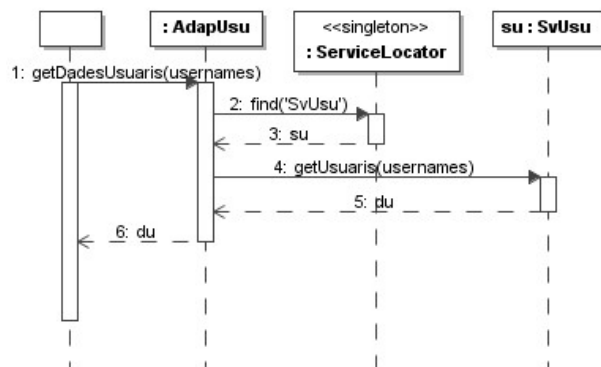 : AdapUsu
<<singleton>>
: ServiceLocator
su : SvUsu
1: getDadesUsuaris(usernames)
2: find('SvUsu')
3: su
4: getUsuaris(usernames)
5: du
6: du